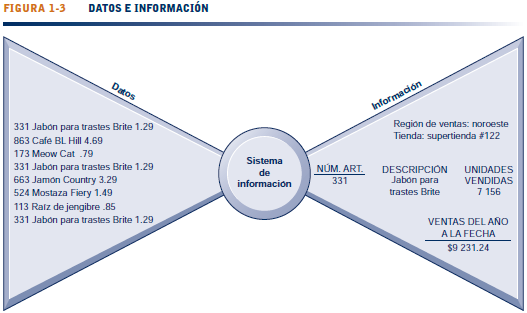 FIGURA 1-3 DATOS E INFORMACIÓN
Datos
331 Jabón para trastes Brite 1.29
863 Café BL Hill 4.69
173 Meow Cat .79
331 Jabón para trastes Brite 1.29
663 Jamón Country 3.29
524 Mostaza Fiery 1.49
113 Raíz de jengibre .85
331 Jabón para trastes Brite 1.29
Sistema
de
información
Información
Región de ventas: noroeste
Tienda: supertienda #122
NÚM. ART.
331
DESCRIPCIÓN
Jabón para
trastes Brite
UNIDADES
VENDIDAS
7 156
VENTAS DEL AÑO
A LA FECHA
$9 231.24